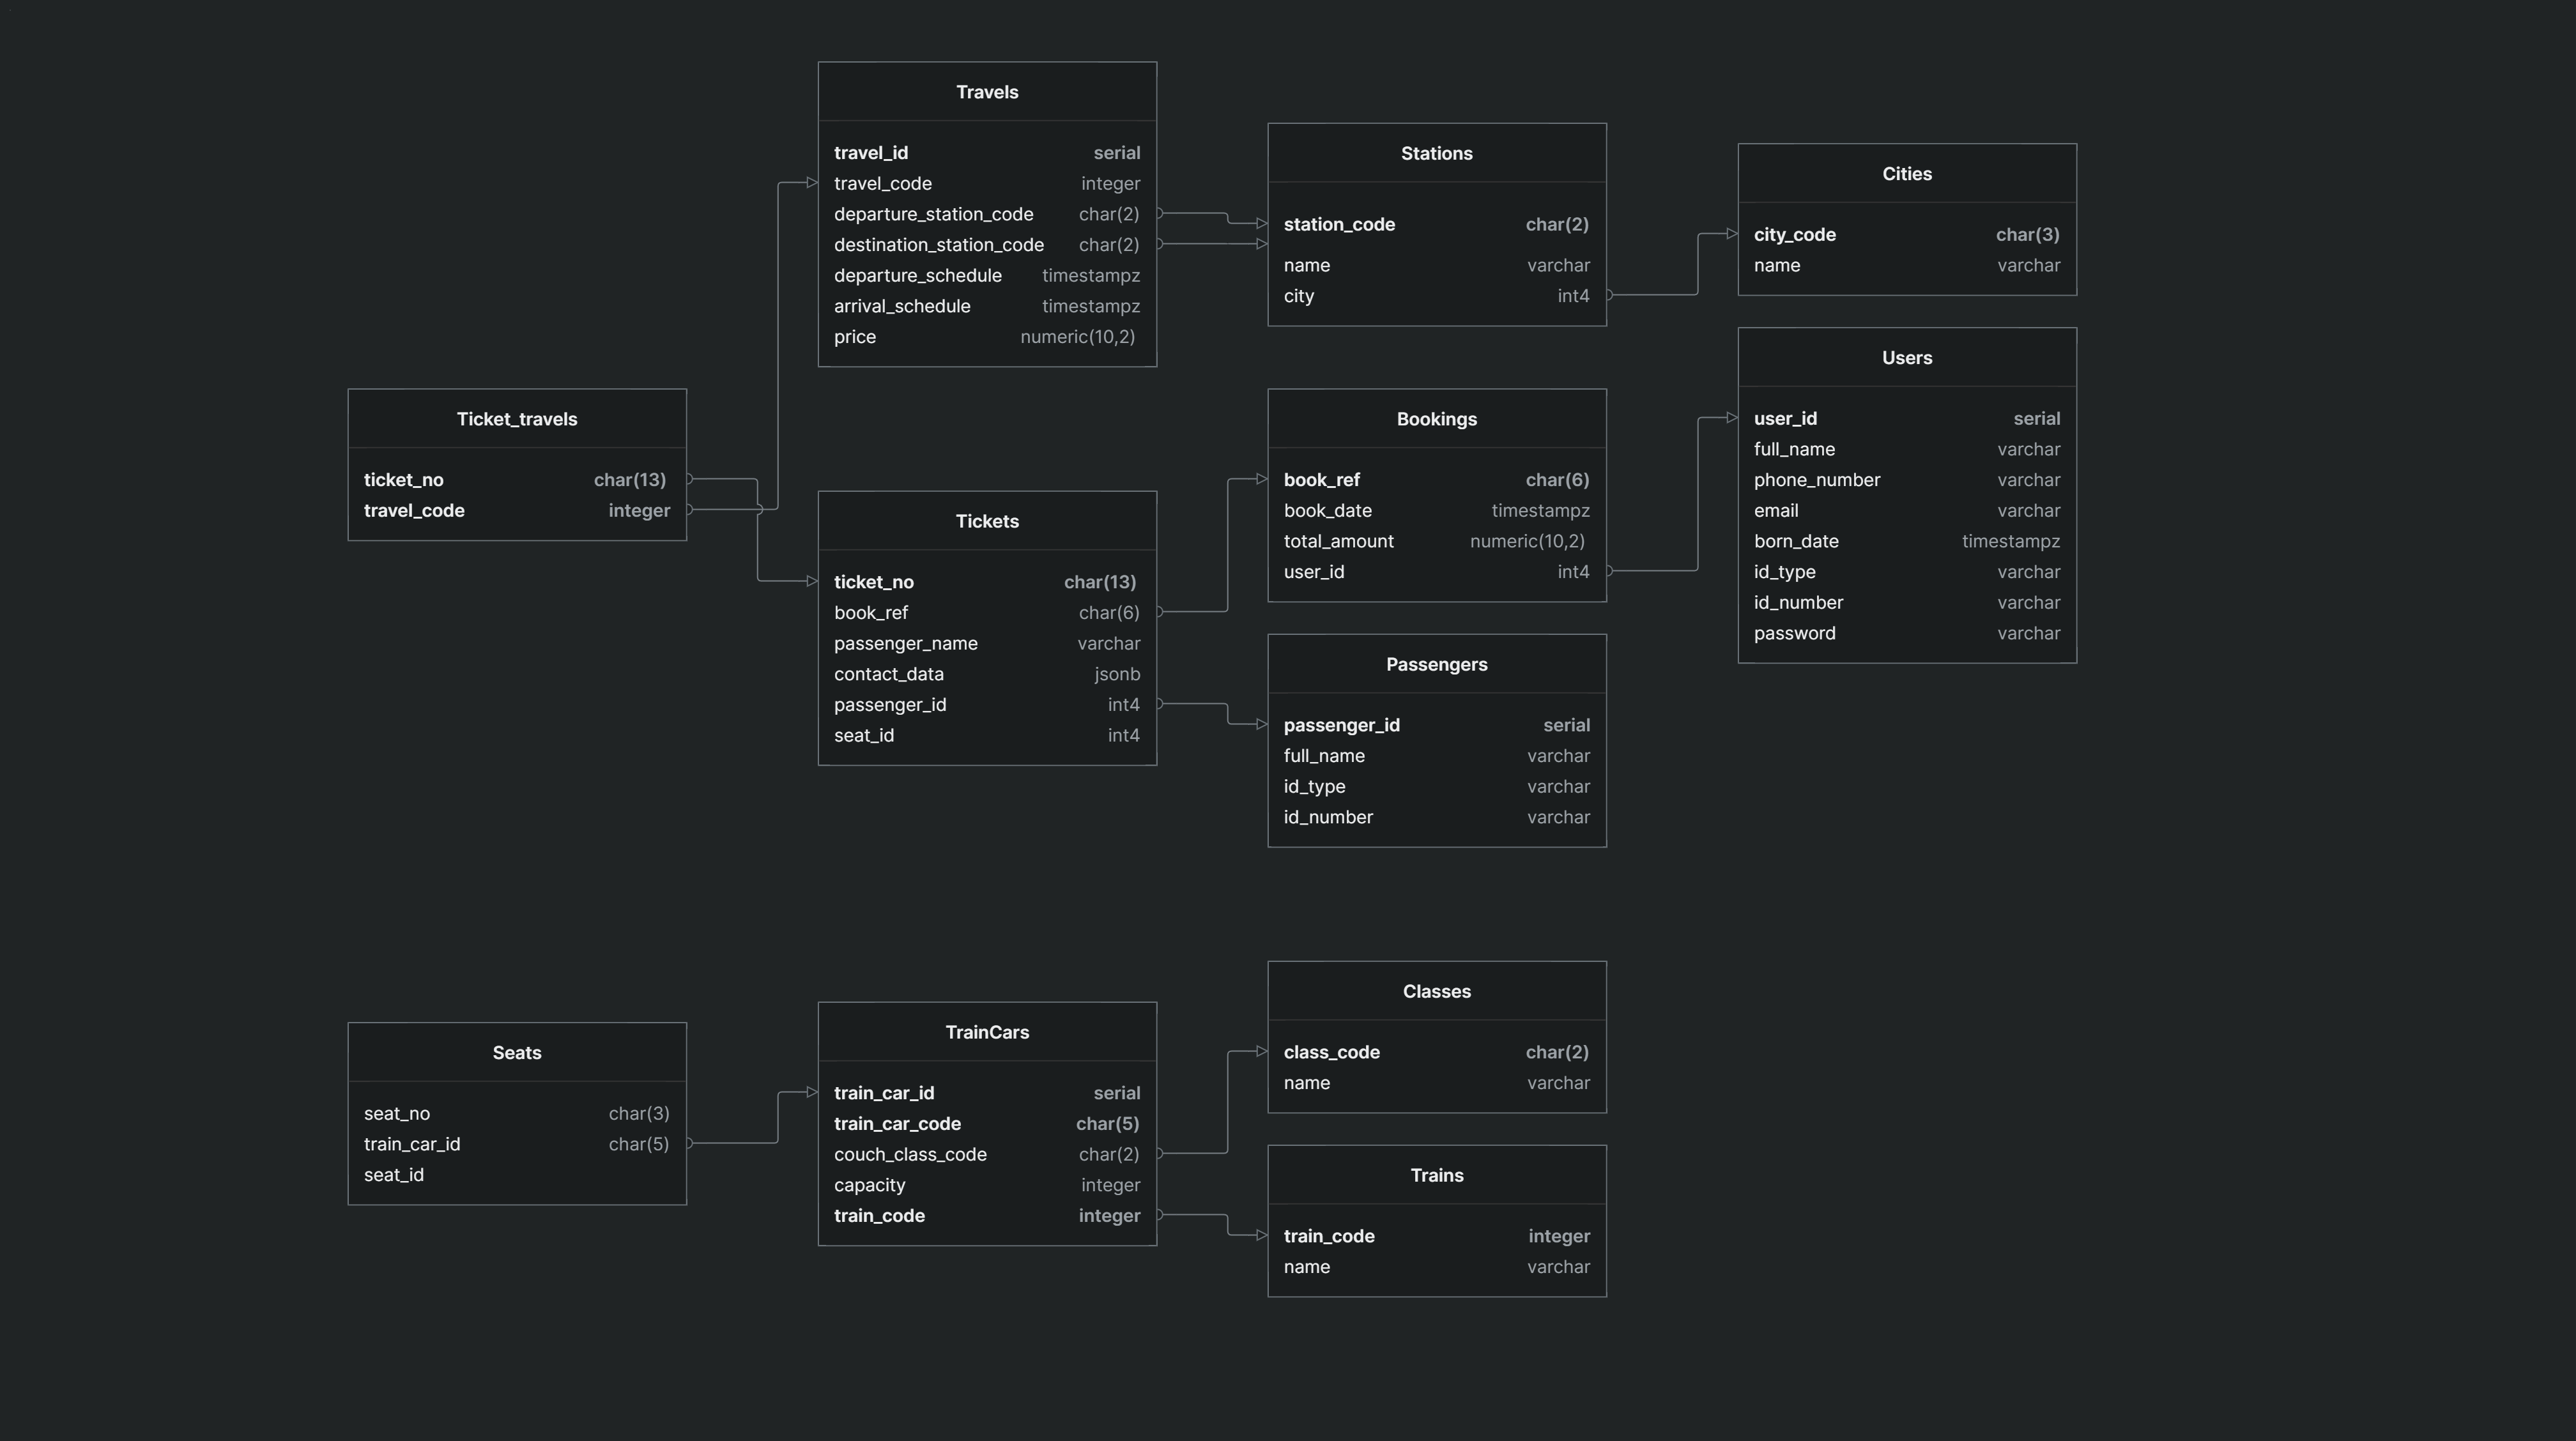 Travels
travel_id serial
travel_code integer
departure_station_code char(2)
destination_station_code char(2)
departure_schedule timestampz
arrival_schedule timestampz
price numeric(10,2)
Stations
station_code char(2)
name varchar
city int4
Cities
city_code char(3)
name varchar
Users
user_id serial
full_name varchar
phone_number varchar
email varchar
born_date timestampz
id_type varchar
id_number varchar
password varchar
Ticket_travels
ticket_no char(13)
travel_code integer
Tickets
ticket_no char(13)
book_ref char(6)
passenger_name varchar
contact_data jsonb
passenger_id int4
seat_id int4
Bookings
book_ref char(6)
book_date timestampz
total_amount numeric(10,2)
user_id int4
Passengers
passenger_id serial
full_name varchar
id_type varchar
id_number varchar
Seats
seat_no char(3)
train_car_id char(5)
seat_id
TrainCars
train_car_id serial
train_car_code char(5)
couch_class_code char(2)
capacity integer
train_code integer
Classes
class_code char(2)
name varchar
Trains
train_code integer
name varchar